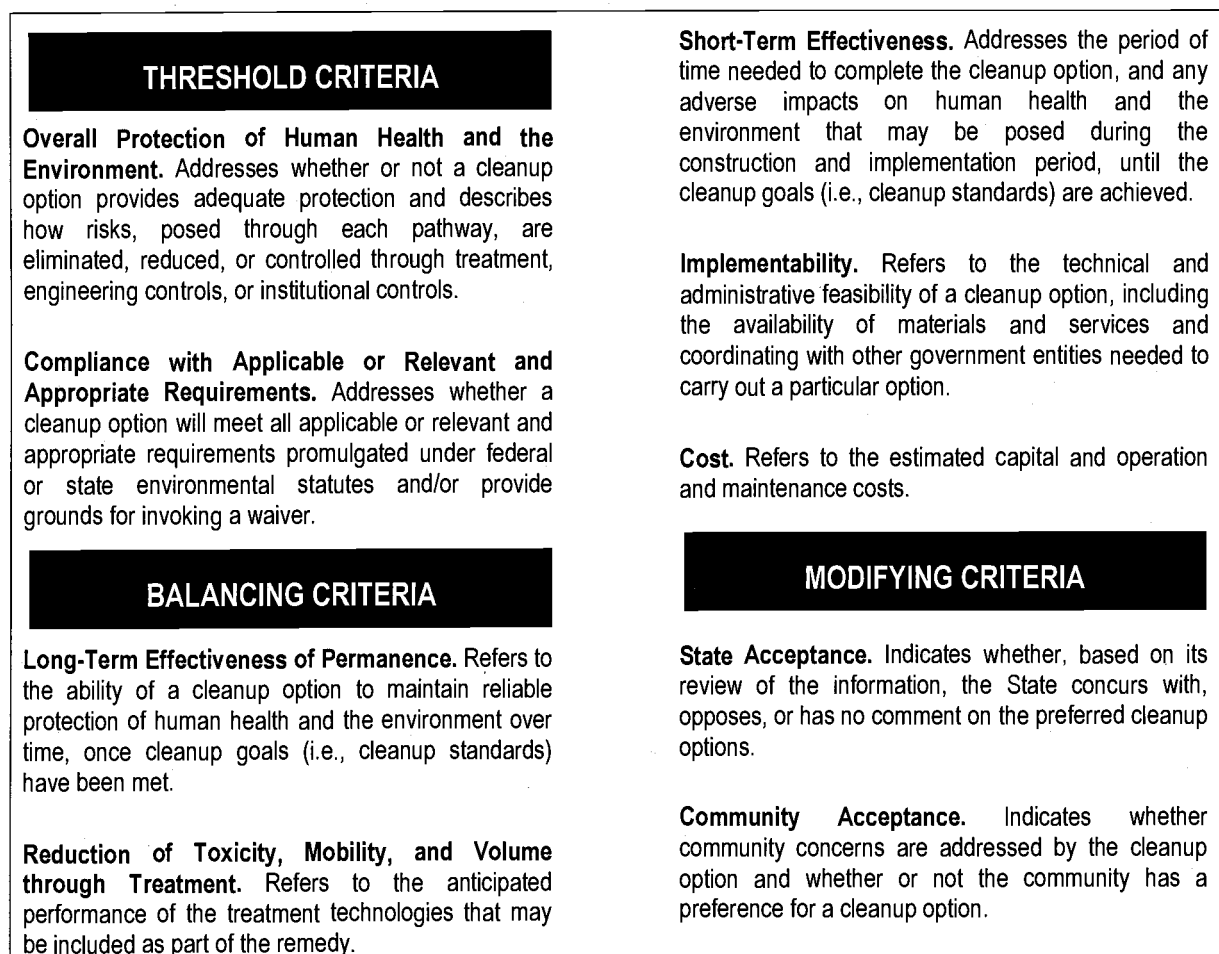 THRESHOLD CRITERIA
Overall Protection of Human Health and the
Environment. Addresses whether or not a cleanup
option provides adequate protection and describes
how risks, posed through each pathway, are
eliminated, reduced, or controlled through treatment,
engineering controls, or institutional controls.
Compliance with Applicable or Relevant and
Appropriate Requirements. Addresses whether a
cleanup option will meet all applicable or relevant and
appropriate requirements promulgated under federal
or state environmental statutes and/or provide
grounds for invoking a waiver.
BALANCING CRITERIA
Long-Term Effectiveness of Permanence. Refers to
the ability of a cleanup option to maintain reliable
protection of human health and the environment over
time, once cleanup goals (i.e., cleanup standards)
have been met.
Reduction of Toxicity, Mobility, and Volume
through Treatment. Refers to the anticipated
performance of the treatment technologies that may
be included as part of the remedy.
Short-Term Effectiveness. Addresses the period of
time needed to complete the cleanup option, and any
adverse impacts on human health and the
environment that may be posed during the
construction and implementation period, until the
cleanup goals (i.e., cleanup standards) are achieved.
Implementability. Refers to the technical and
administrative feasibility of a cleanup option, including
the availability of materials and services and
coordinating with other government entities needed to
carry out a particular option.
Cost. Refers to the estimated capital and operation
and maintenance costs.
MODIFYING CRITERIA
State Acceptance. Indicates whether, based on its
review of the information, the State concurs with,
opposes, or has no comment on the preferred cleanup
options.
Community Acceptance. Indicates whether
community concerns are addressed by the cleanup
option and whether or not the community has a
preference for a cleanup option.